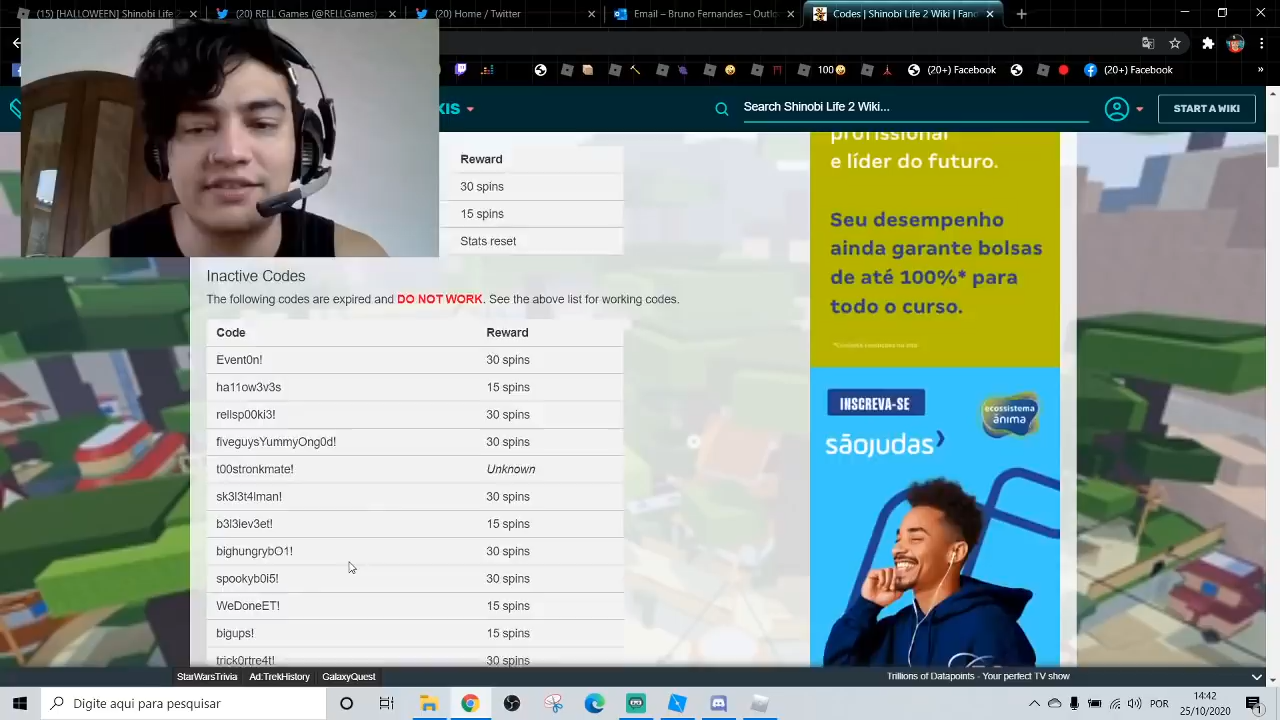 (15) [HALLOWEEN] Shinobi Life 2
RELL Games (@RELLGames)
(2) Home / Twitter
Email – Bruno Fernandes – Outlo
Codes | Shinobi Life 2 Wiki | Fand
100
(20+) Facebook
(20+) Facebook
KIS
Search Shinobi Life 2 Wiki...
START A WIKI
Reward
30 spins
15 spins
Stats reset
Inactive Codes
The following codes are expired and DO NOT WORK. See the above list for working codes.
Code Reward
Event0n! 30 spins
ha11ow3v3s 15 spins
rellsp00ki3! 30 spins
fiveguysYummyOng0d! 30 spins
t00stronkmate! Unknown
sk3l3t4lman! 30 spins
b3l3iev3et! 15 spins
bighungrybO1! 30 spins
spookyb0i5! 30 spins
WeDoneET! 15 spins
bigups! 15 spins
trick0rtre4t! 30 spins
profissional
e líder do futuro.
Seu desempenho
ainda garante bolsas
de até 100%* para
todo o curso.
INSCREVA-SE
ecossistema
ânima
sãojudas
StarWarsTrivia Ad:TrekHistory GalaxyQuest
Trillions of Datapoints - Your perfect TV show
Digite aqui para pesquisar
POR
14:42
25/10/2020